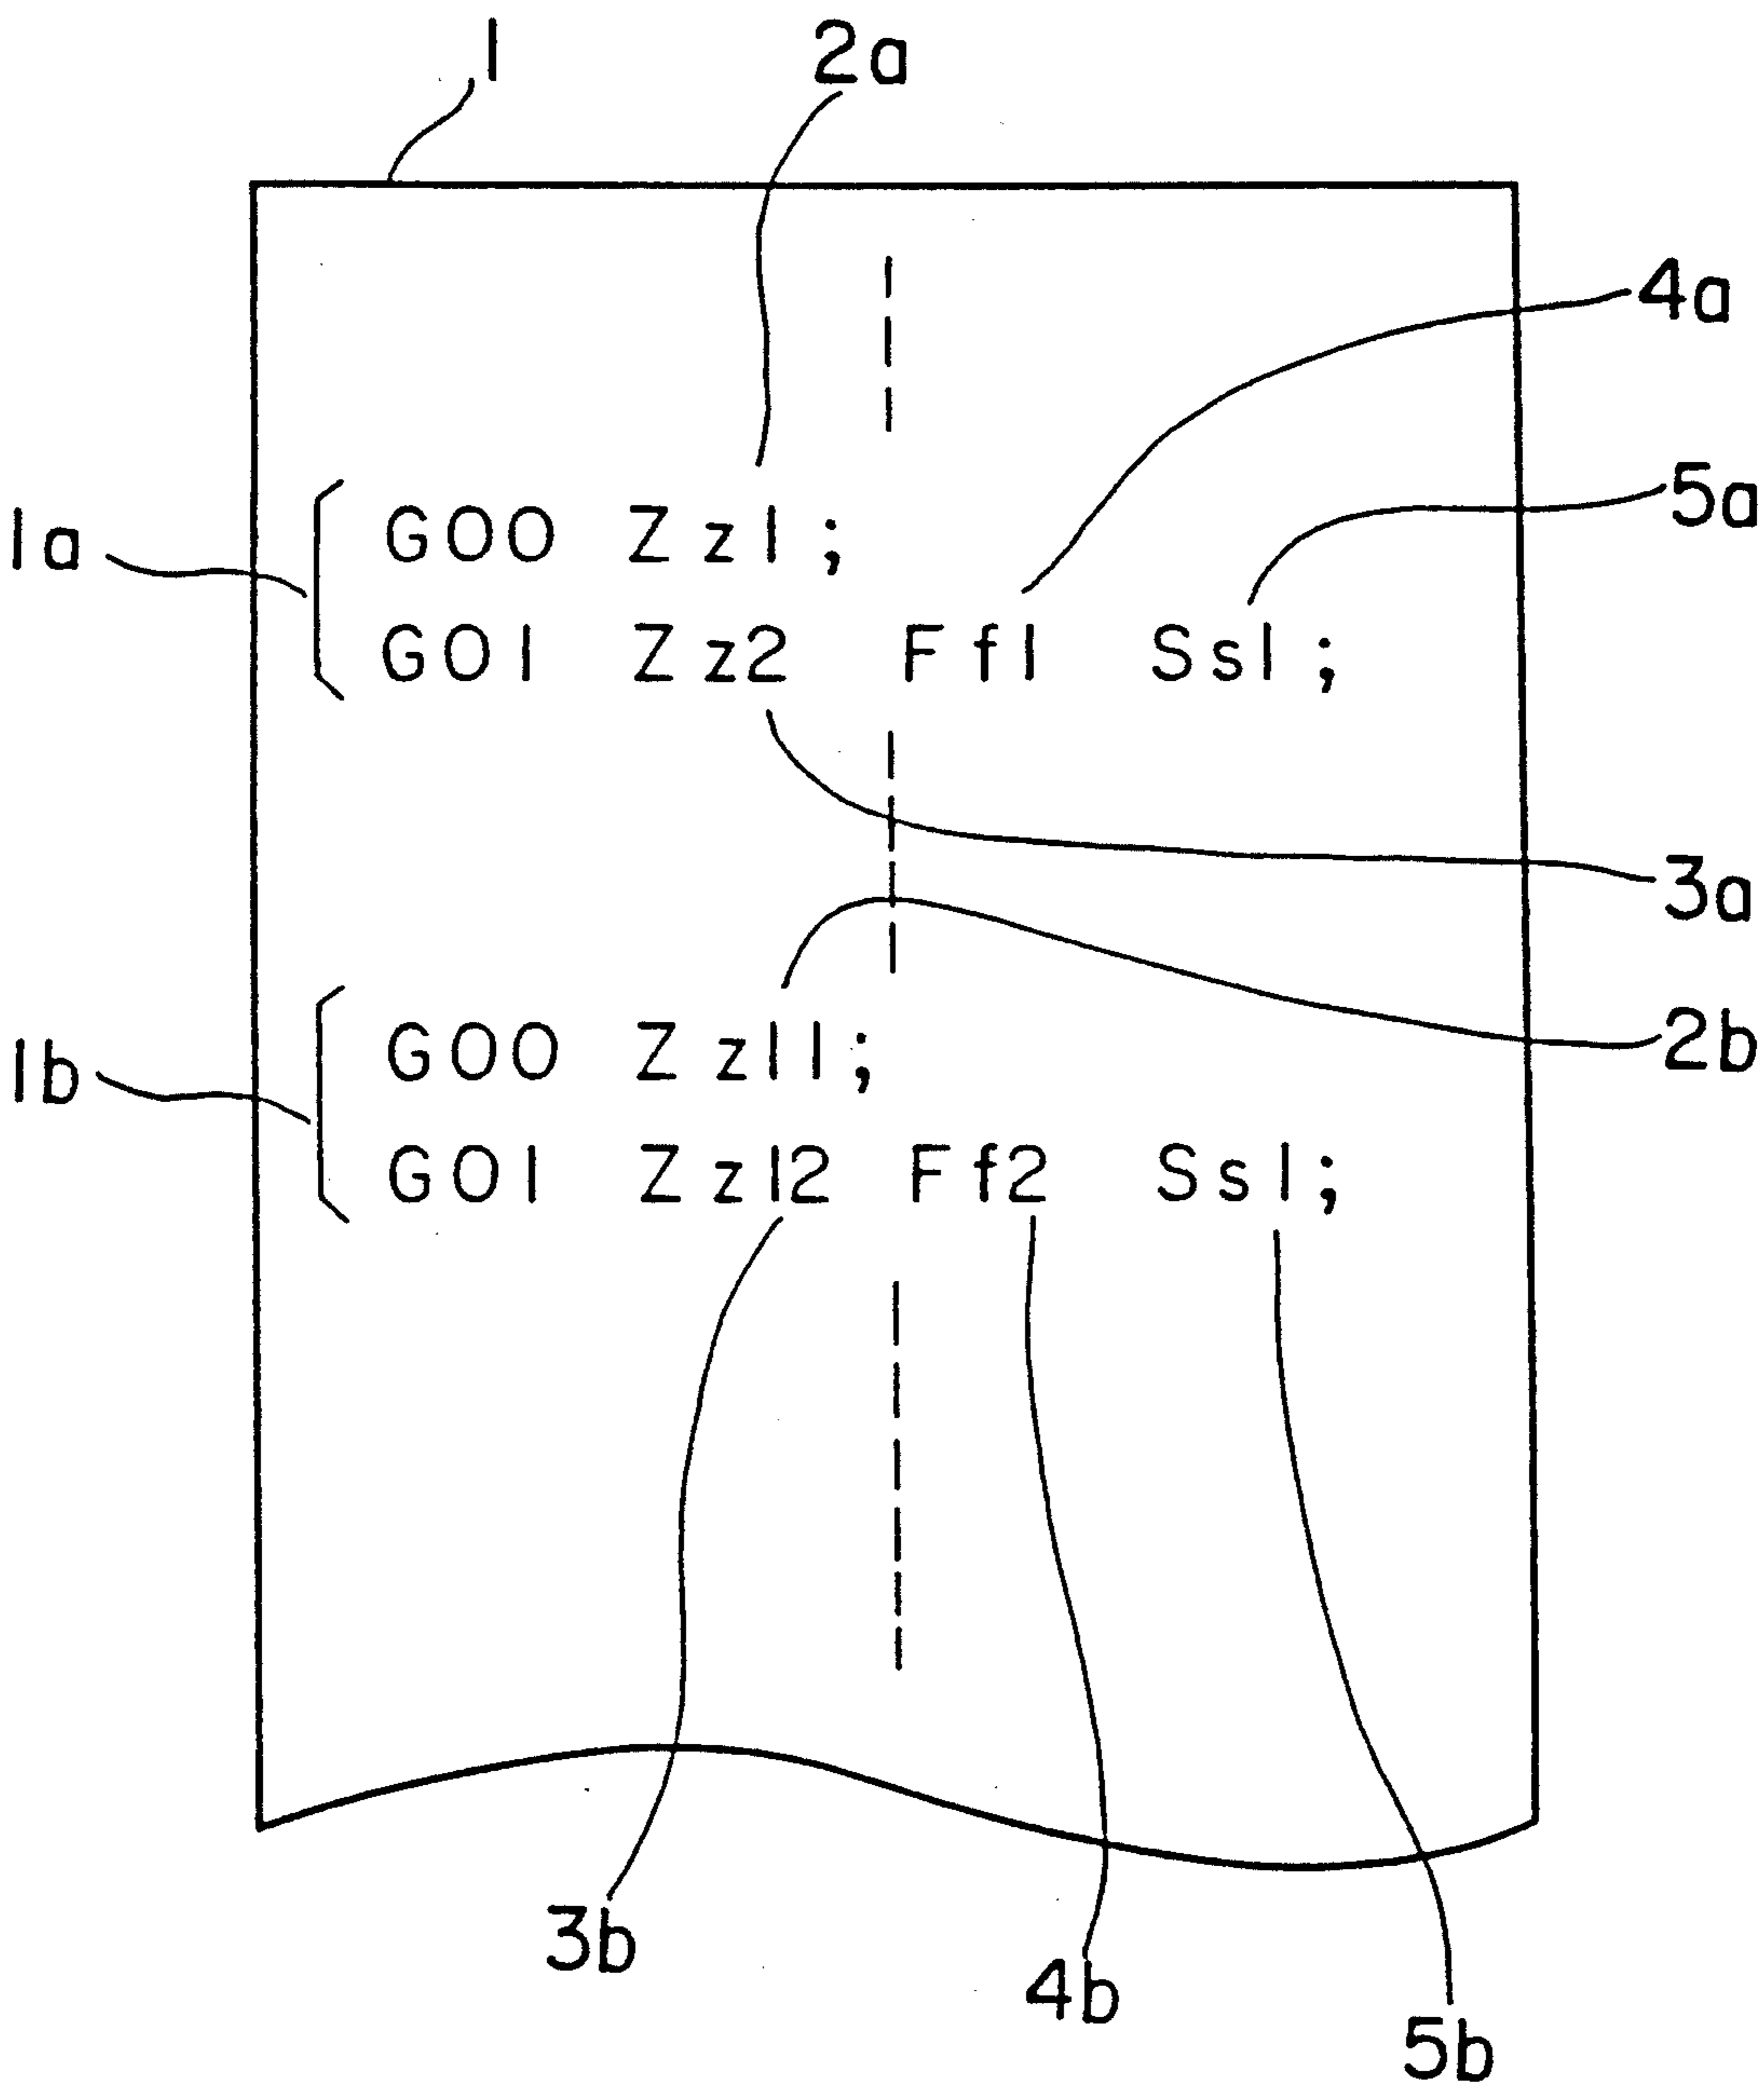 1
2a
4a
5a
1a
G00 Zz1;
G01 Zz2 Ff1 Ss1;
3a
2b
1b
G00 Zz11;
G01 Zz12 Ff2 Ss1;
3b
4b
5b